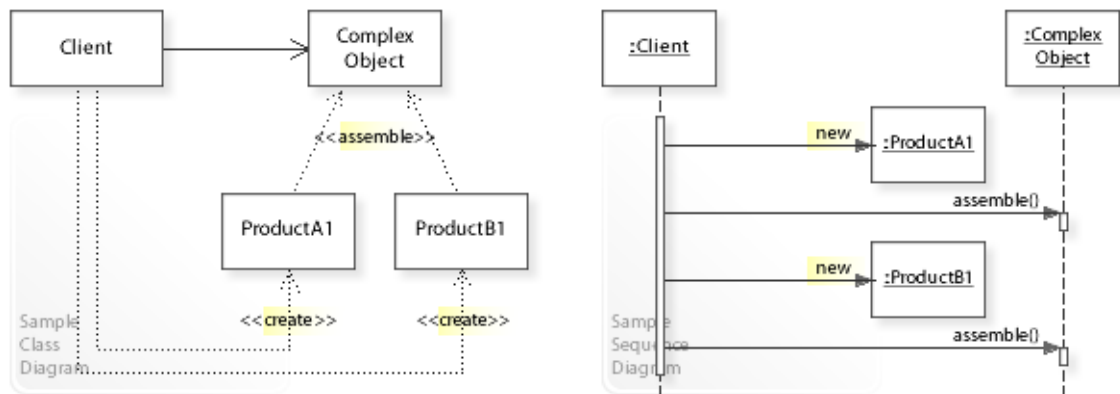 Client
Complex
Object
<<assemble>>
ProductA1
ProductB1
<<create>>
<<create>>
Sample
Class
Diagram
:Client
:Complex
Object
new
:ProductA1
assemble()
new
:ProductB1
assemble()
Sample
Sequence
Diagram